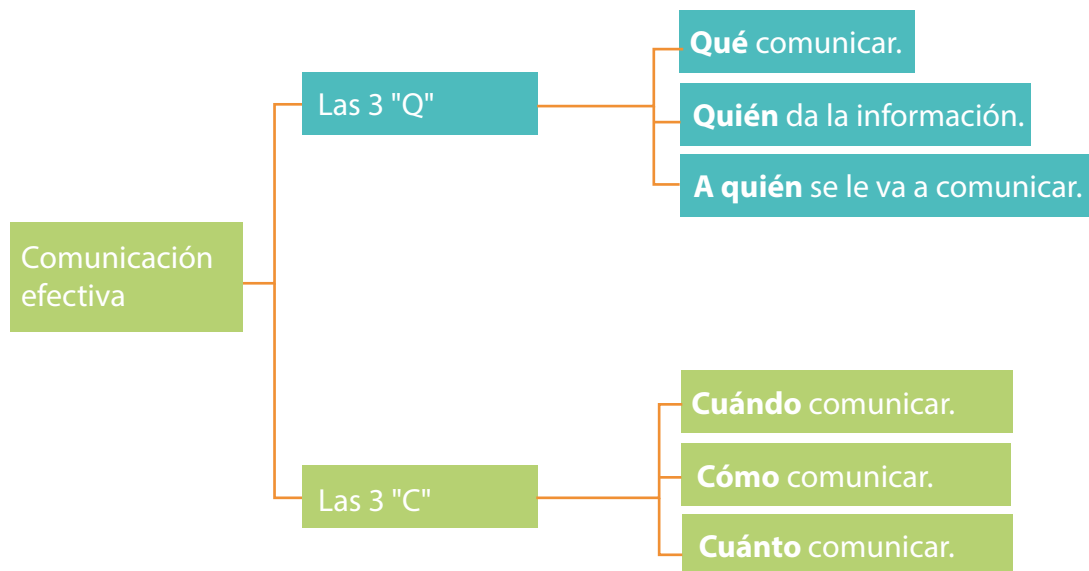 Comunicación
efectiva
Las 3 "Q"
Qué comunicar.
Quién da la información.
A quién se le va a comunicar.
Las 3 "C"
Cuándo comunicar.
Cómo comunicar.
Cuánto comunicar.